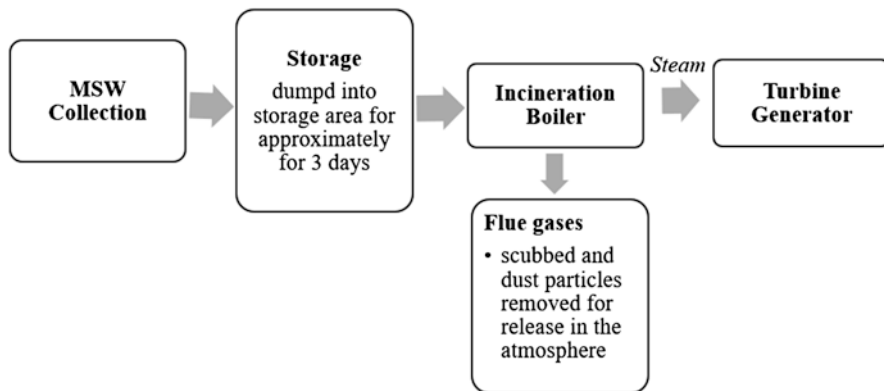 MSW
Collection
Storage
dumpd into
storage area for
approximately
for 3 days
Incineration
Boiler
Steam
Turbine
Generator
Flue gases
• scubbed and
dust particles
removed for
release in the
atmosphere